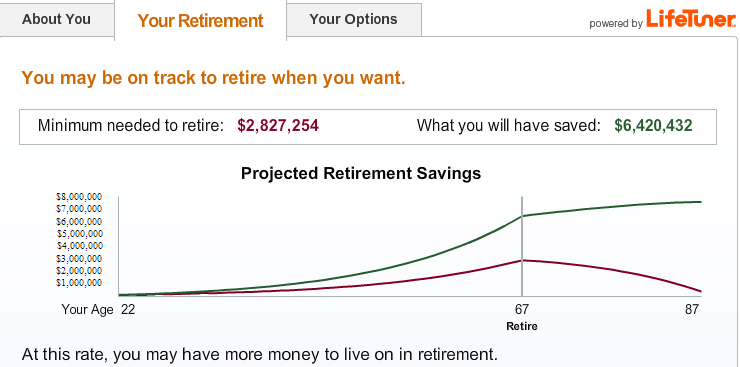 About You Your Retirement Your Options powered by LifeTuner
You may be on track to retire when you want.
Minimum needed to retire: $2,827,254 What you will have saved: $6,420,432
Projected Retirement Savings
$8,000,000
$7,000,000
$6,000,000
$5,000,000
$4,000,000
$3,000,000
$2,000,000
$1,000,000
Your Age 22 67 87
Retire
At this rate, you may have more money to live on in retirement.